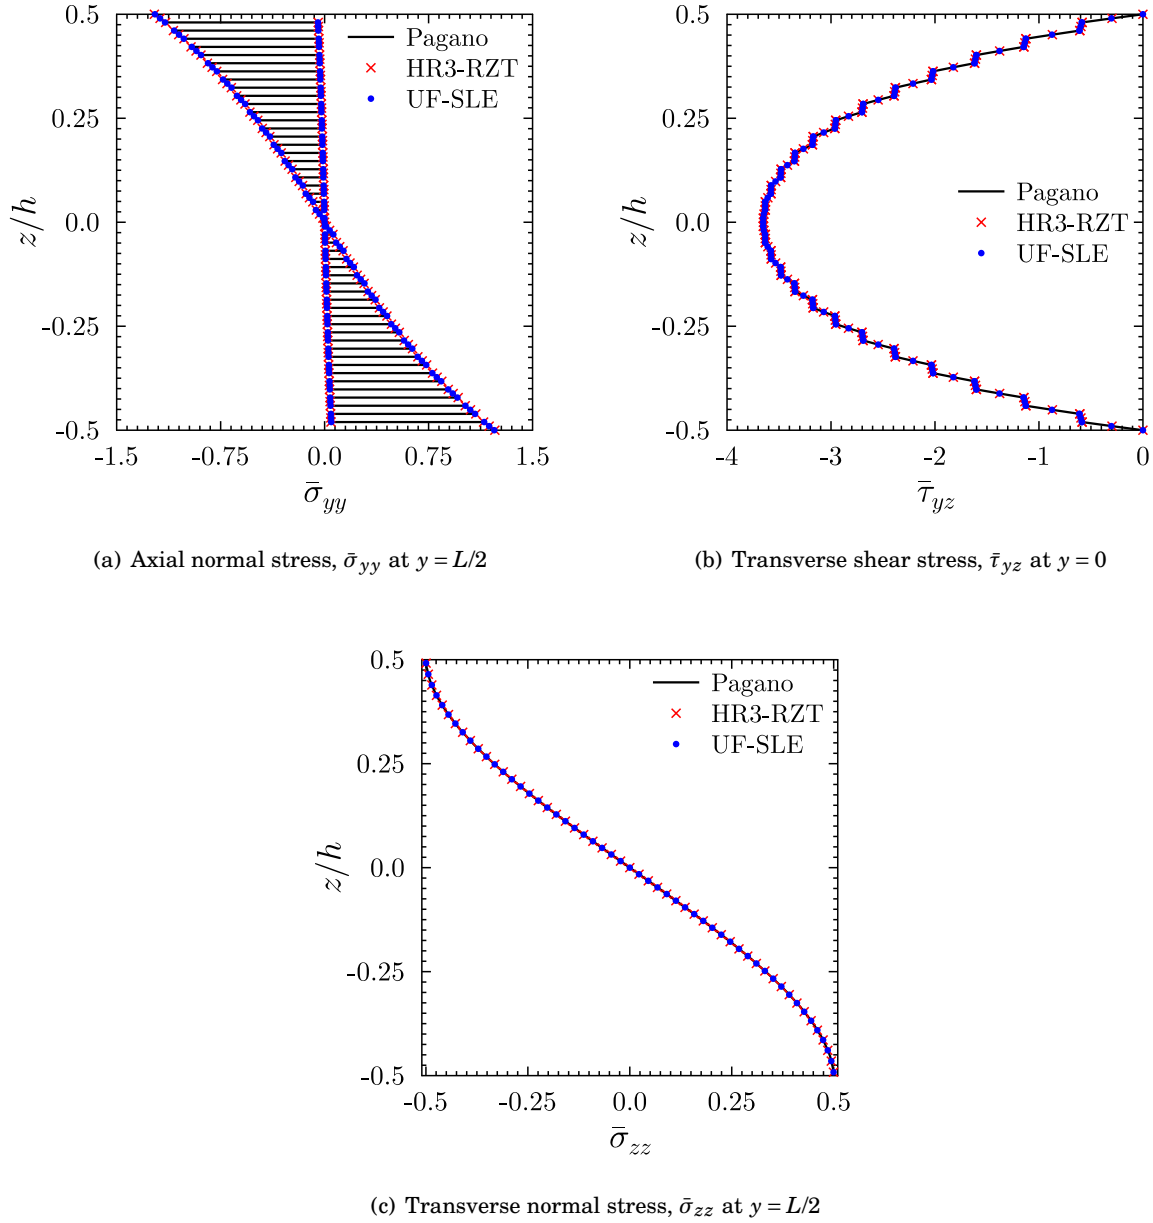 0.5
0.25
0.0
-0.25
-0.5
z/h
-1.5 -0.75 0.0 0.75 1.5
σ̄yy
Pagano
HR3-RZT
UF-SLE
(a) Axial normal stress, σ̄yy at y = L/2
0.5
0.25
0.0
-0.25
-0.5
z/h
-4 -3 -2 -1 0
τ̄yz
Pagano
HR3-RZT
UF-SLE
(b) Transverse shear stress, τ̄yz at y = 0
0.5
0.25
0.0
-0.25
-0.5
z/h
-0.5 -0.25 0.0 0.25 0.5
σ̄zz
Pagano
HR3-RZT
UF-SLE
(c) Transverse normal stress, σ̄zz at y = L/2